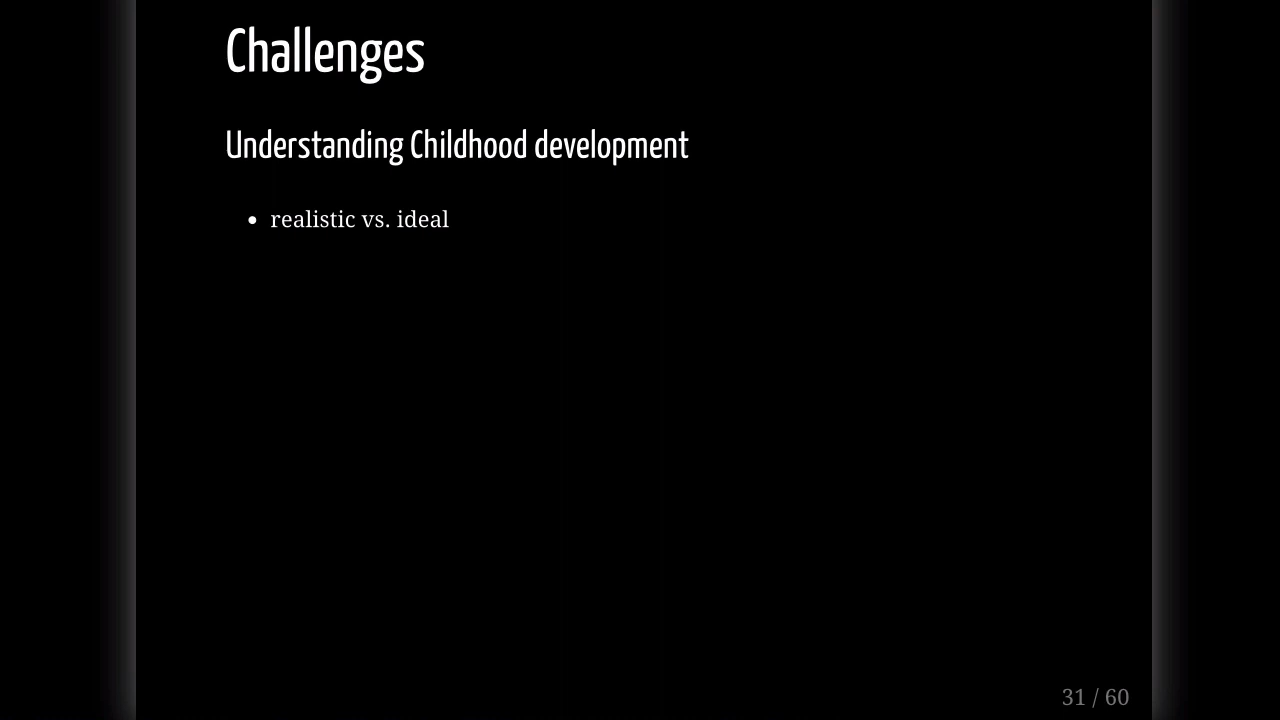 Challenges
Understanding Childhood development
• realistic vs. ideal
31 / 60